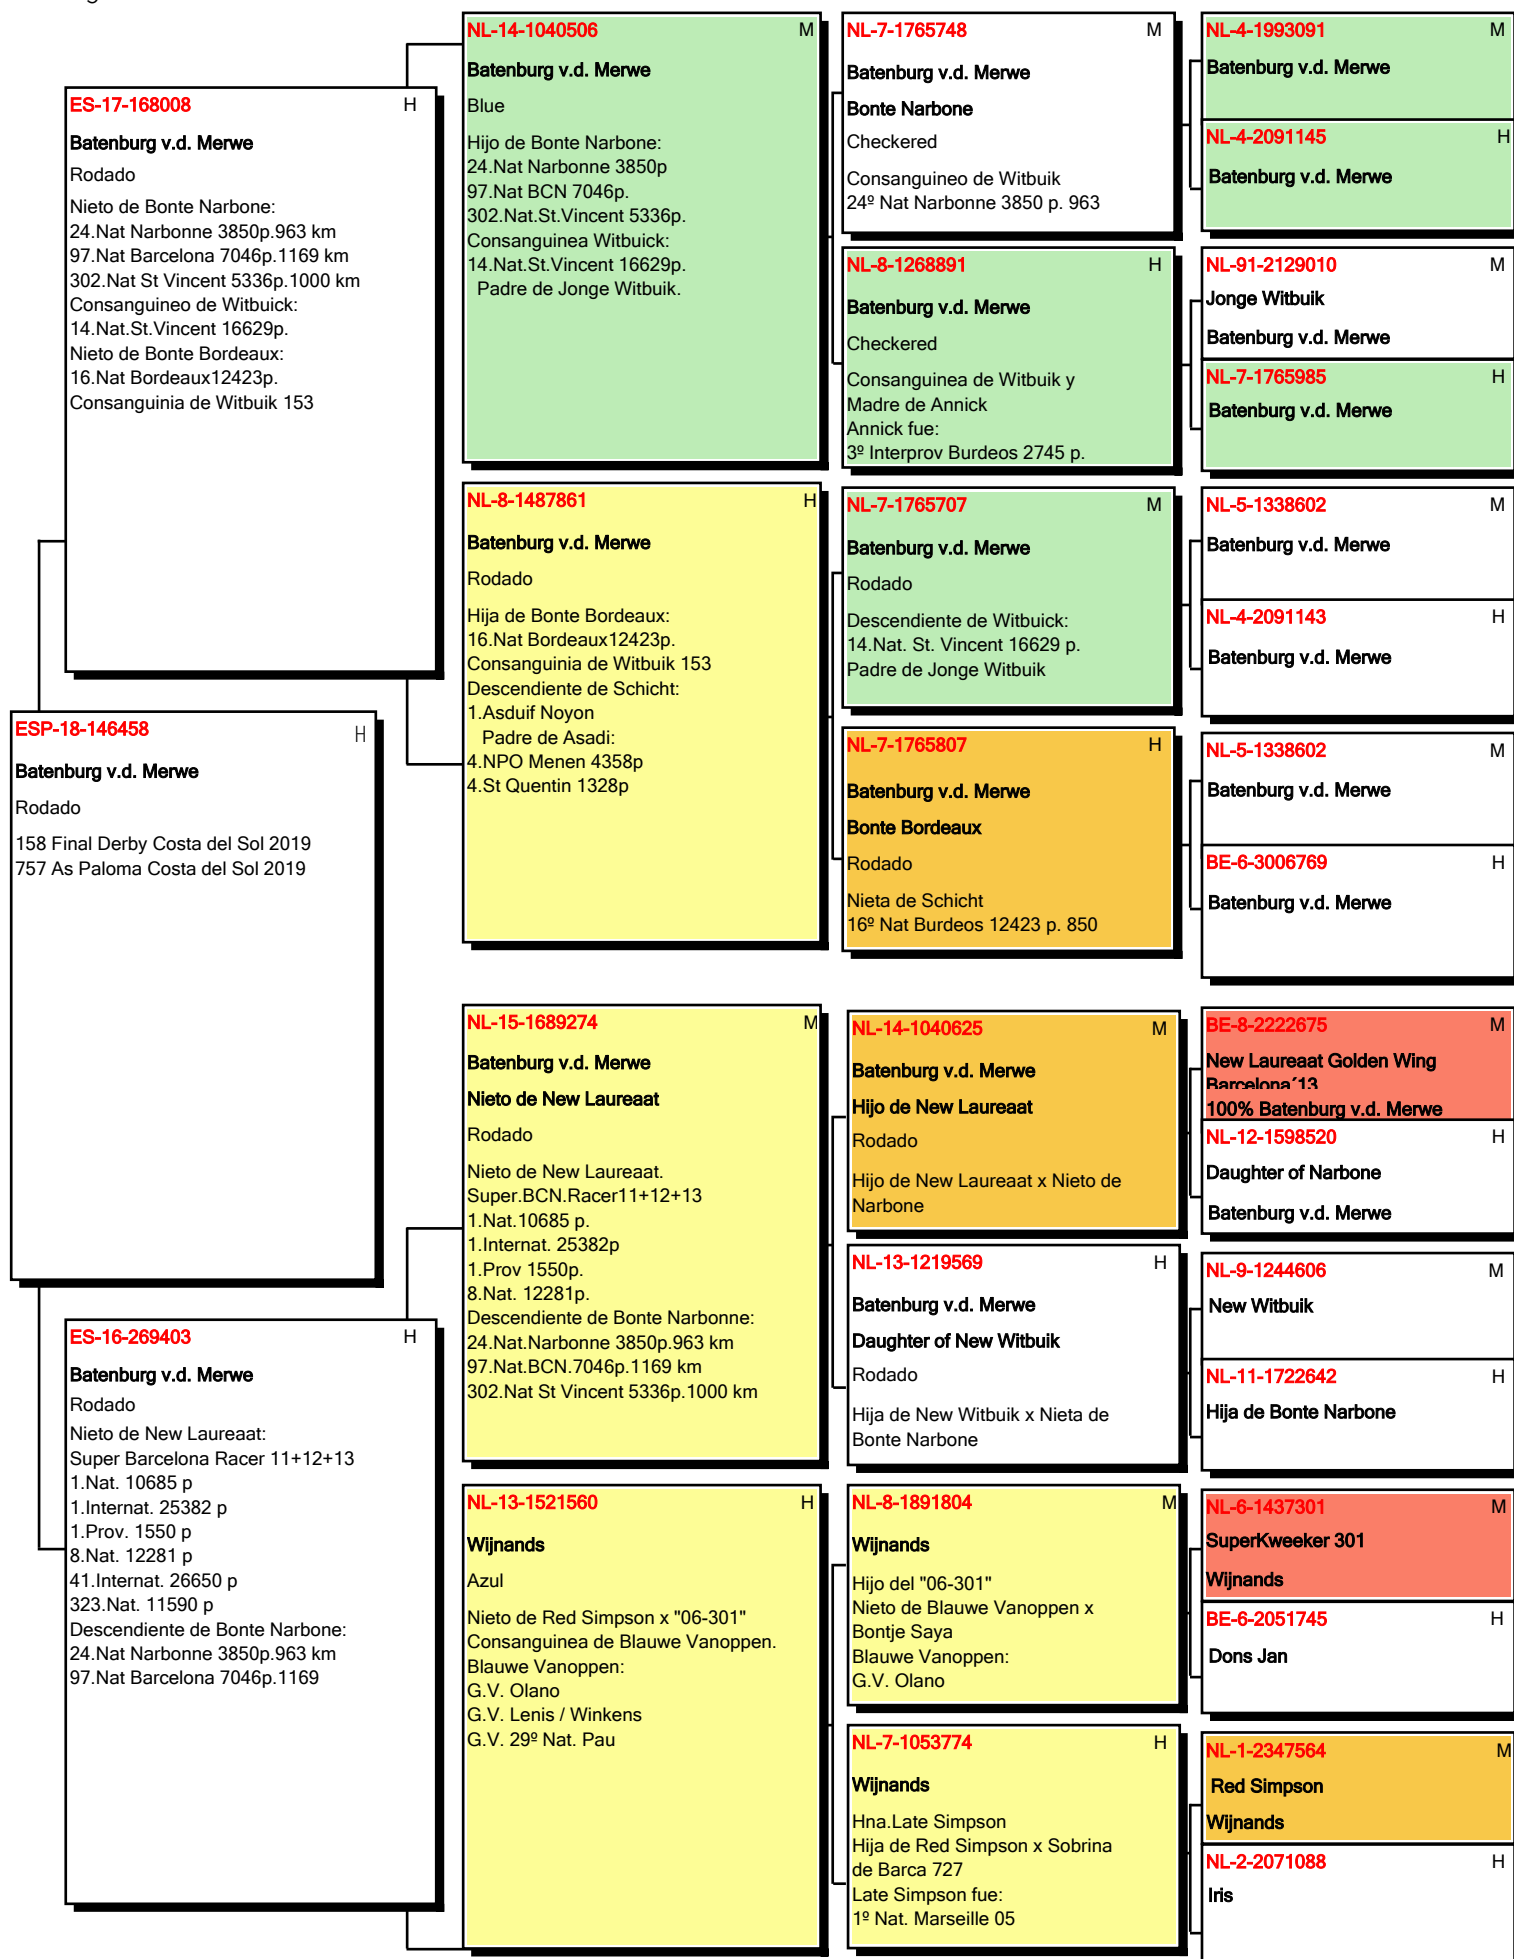 ESP-18-146458 H
Batenburg v.d. Merwe
Rodado
158 Final Derby Costa del Sol 2019
757 As Paloma Costa del Sol 2019
ES-17-168008 H
Batenburg v.d. Merwe
Rodado
Nieto de Bonte Narbone:
24.Nat Narbonne 3850p.963 km
97.Nat Barcelona 7046p.1169 km
302.Nat St Vincent 5336p.1000 km
Consanguineo de Witbuick:
14.Nat.St.Vincent 16629p.
Nieto de Bonte Bordeaux:
16.Nat Bordeaux12423p.
Consanguinia de Witbuik 153
ES-16-269403 H
Batenburg v.d. Merwe
Rodado
Nieto de New Laureaat:
Super Barcelona Racer 11+12+13
1.Nat. 10685 p
1.Internat. 25382 p
1.Prov. 1550 p
8.Nat. 12281 p
41.Internat. 26650 p
323.Nat. 11590 p
Descendiente de Bonte Narbone:
24.Nat Narbonne 3850p.963 km
97.Nat Barcelona 7046p.1169
NL-14-1040506 M
Batenburg v.d. Merwe
Blue
Hijo de Bonte Narbone:
24.Nat Narbonne 3850p
97.Nat BCN 7046p.
302.Nat.St.Vincent 5336p.
Consanguinea Witbuick:
14.Nat.St.Vincent 16629p.
Padre de Jonge Witbuik.
NL-8-1487861 H
Batenburg v.d. Merwe
Rodado
Hija de Bonte Bordeaux:
16.Nat Bordeaux12423p.
Consanguinia de Witbuik 153
Descendiente de Schicht:
1.Asduif Noyon
Padre de Asadi:
4.NPO Menen 4358p
4.St Quentin 1328p
NL-15-1689274 M
Batenburg v.d. Merwe
Nieto de New Laureaat
Rodado
Nieto de New Laureaat.
Super.BCN.Racer11+12+13
1.Nat.10685 p.
1.Internat. 25382p
1.Prov 1550p.
8.Nat. 12281p.
Descendiente de Bonte Narbonne:
24.Nat.Narbonne 3850p.963 km
97.Nat.BCN.7046p.1169 km
302.Nat St Vincent 5336p.1000 km
NL-13-1521560 H
Wijnands
Azul
Nieto de Red Simpson x "06-301"
Consanguinea de Blauwe Vanoppen.
Blauwe Vanoppen:
G.V. Olano
G.V. Lenis / Winkens
G.V. 29º Nat. Pau
NL-7-1765748 M
Batenburg v.d. Merwe
Bonte Narbone
Checkered
Consanguineo de Witbuik
24º Nat Narbonne 3850 p. 963
NL-8-1268891 H
Batenburg v.d. Merwe
Checkered
Consanguinea de Witbuik y
Madre de Annick
Annick fue:
3º Interprov Burdeos 2745 p.
NL-7-1765707 M
Batenburg v.d. Merwe
Rodado
Descendiente de Witbuick:
14.Nat. St. Vincent 16629 p.
Padre de Jonge Witbuik
NL-7-1765807 H
Batenburg v.d. Merwe
Bonte Bordeaux
Rodado
Nieta de Schicht
16º Nat Burdeos 12423 p. 850
NL-14-1040625 M
Batenburg v.d. Merwe
Hijo de New Laureaat
Rodado
Hijo de New Laureaat x Nieto de
Narbone
NL-13-1219569 H
Batenburg v.d. Merwe
Daughter of New Witbuik
Rodado
Hija de New Witbuik x Nieta de
Bonte Narbone
NL-8-1891804 M
Wijnands
Hijo del "06-301"
Nieto de Blauwe Vanoppen x
Bontje Saya
Blauwe Vanoppen:
G.V. Olano
NL-7-1053774 H
Wijnands
Hna.Late Simpson
Hija de Red Simpson x Sobrina
de Barca 727
Late Simpson fue:
1º Nat. Marseille 05
NL-4-1993091 M
Batenburg v.d. Merwe
NL-4-2091145 H
Batenburg v.d. Merwe
NL-91-2129010 M
Jonge Witbuik
Batenburg v.d. Merwe
NL-7-1765985 H
Batenburg v.d. Merwe
NL-5-1338602 M
Batenburg v.d. Merwe
NL-4-2091143 H
Batenburg v.d. Merwe
NL-5-1338602 M
Batenburg v.d. Merwe
BE-6-3006769 H
Batenburg v.d. Merwe
BE-8-2222675 M
New Laureaat Golden Wing
Barcelona´13
100% Batenburg v.d. Merwe
NL-12-1598520 H
Daughter of Narbone
Batenburg v.d. Merwe
NL-9-1244606 M
New Witbuik
NL-11-1722642 H
Hija de Bonte Narbone
NL-6-1437301 M
SuperKweeker 301
Wijnands
BE-6-2051745 H
Dons Jan
NL-1-2347564 M
Red Simpson
Wijnands
NL-2-2071088 H
Iris